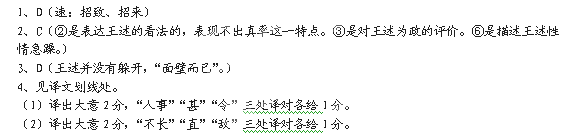 1、D（速：招致、招来）
2、C（②是表达王述的看法的，表现不出真率这一特点。③是对王述为政的评价。⑥是描述王述性
情急躁。）
3、D（王述并没有躲开，“面壁而已”。）
4、见译文划线处。
（1）译出大意 2 分，“人事”“甚”“令” 三处译对各给 1 分。
（2）译出大意 2 分，“不长”“直”“敌” 三处译对各给 1 分。